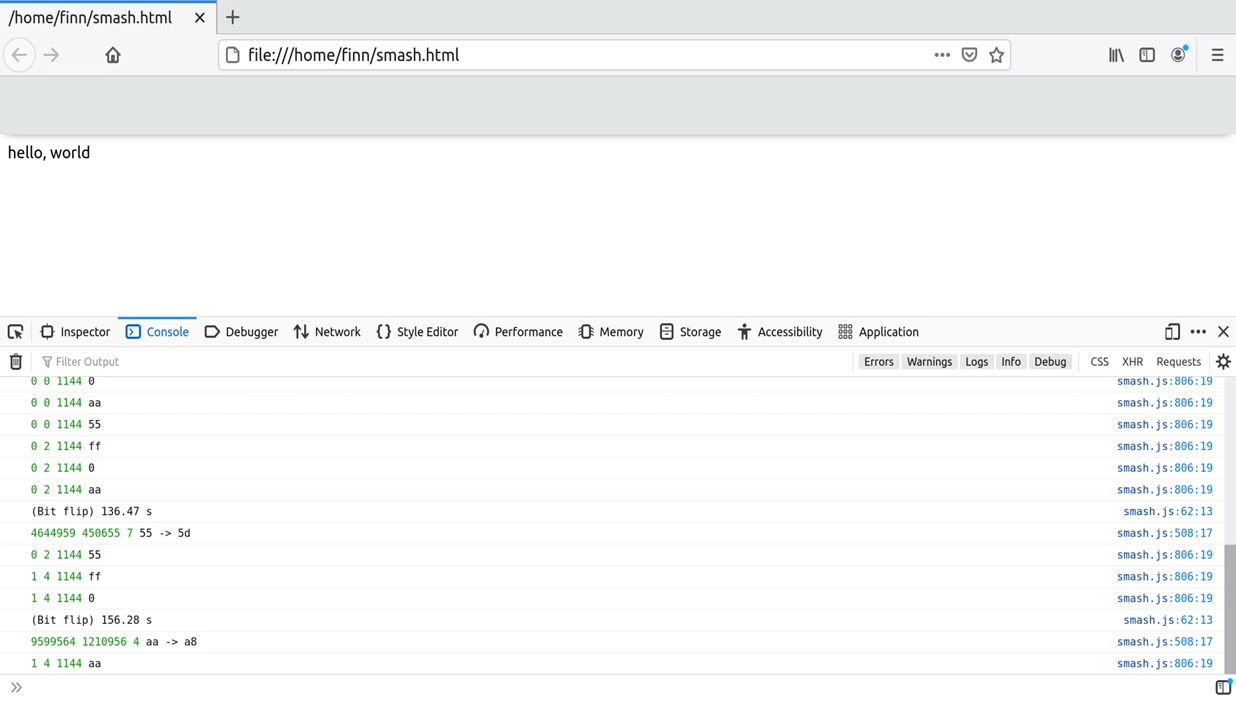 /home/finn/smash.html
file:///home/finn/smash.html
hello, world
Inspector Console Debugger Network Style Editor Performance Memory Storage Accessibility Application
Filter Output Errors Warnings Logs Info Debug CSS XHR Requests
0 0 1144 0 smash.js:806:19
0 0 1144 aa smash.js:806:19
0 0 1144 55 smash.js:806:19
0 2 1144 ff smash.js:806:19
0 2 1144 0 smash.js:806:19
0 2 1144 aa smash.js:806:19
(Bit flip) 136.47 s smash.js:62:13
4644959 450655 7 55 -> 5d smash.js:508:17
0 2 1144 55 smash.js:806:19
1 4 1144 ff smash.js:806:19
1 4 1144 0 smash.js:806:19
(Bit flip) 156.28 s smash.js:62:13
9599564 1210956 4 aa -> a8 smash.js:508:17
1 4 1144 aa smash.js:806:19